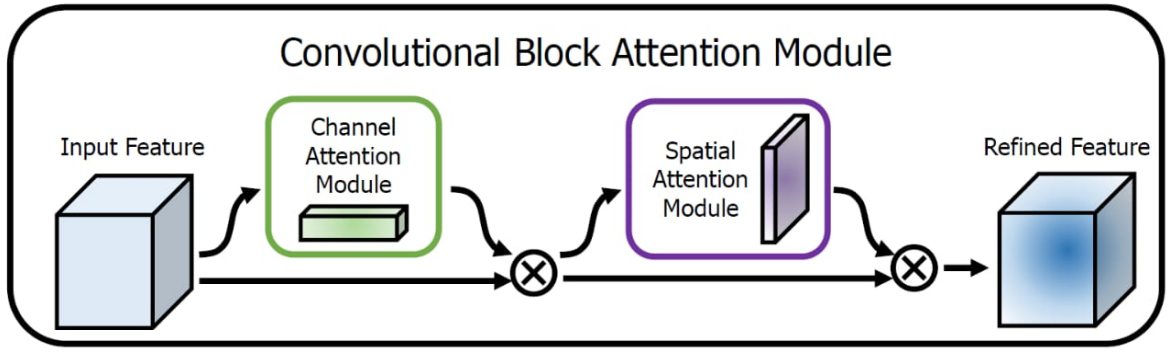 Convolutional Block Attention Module
Input Feature
Channel
Attention
Module
Spatial
Attention
Module
Refined Feature